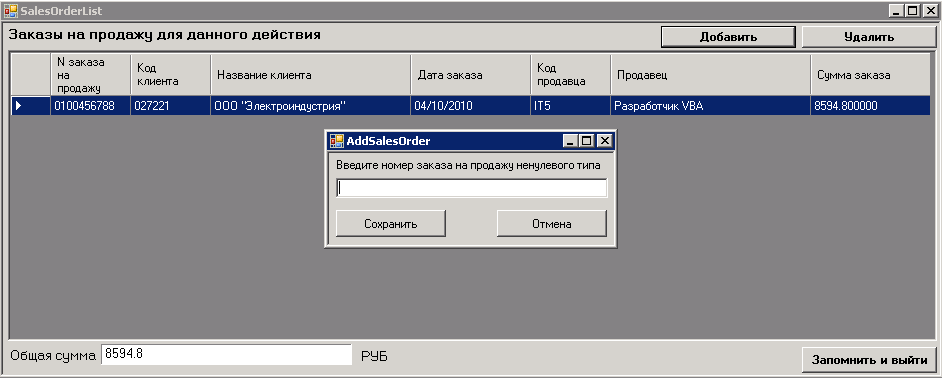 SalesOrderList
Заказы на продажу для данного действия
Добавить
Удалить
N заказа
на
продажу
Код
клиента
Название клиента
Дата заказа
Код
продавца
Продавец
Сумма заказа
0100456788 027221 ООО "Электроиндустрия" 04/10/2010 IT5 Разработчик VBA 8594.800000
AddSalesOrder
Введите номер заказа на продажу ненулевого типа
Сохранить
Отмена
Общая сумма 8594.8 РУБ
Запомнить и выйти